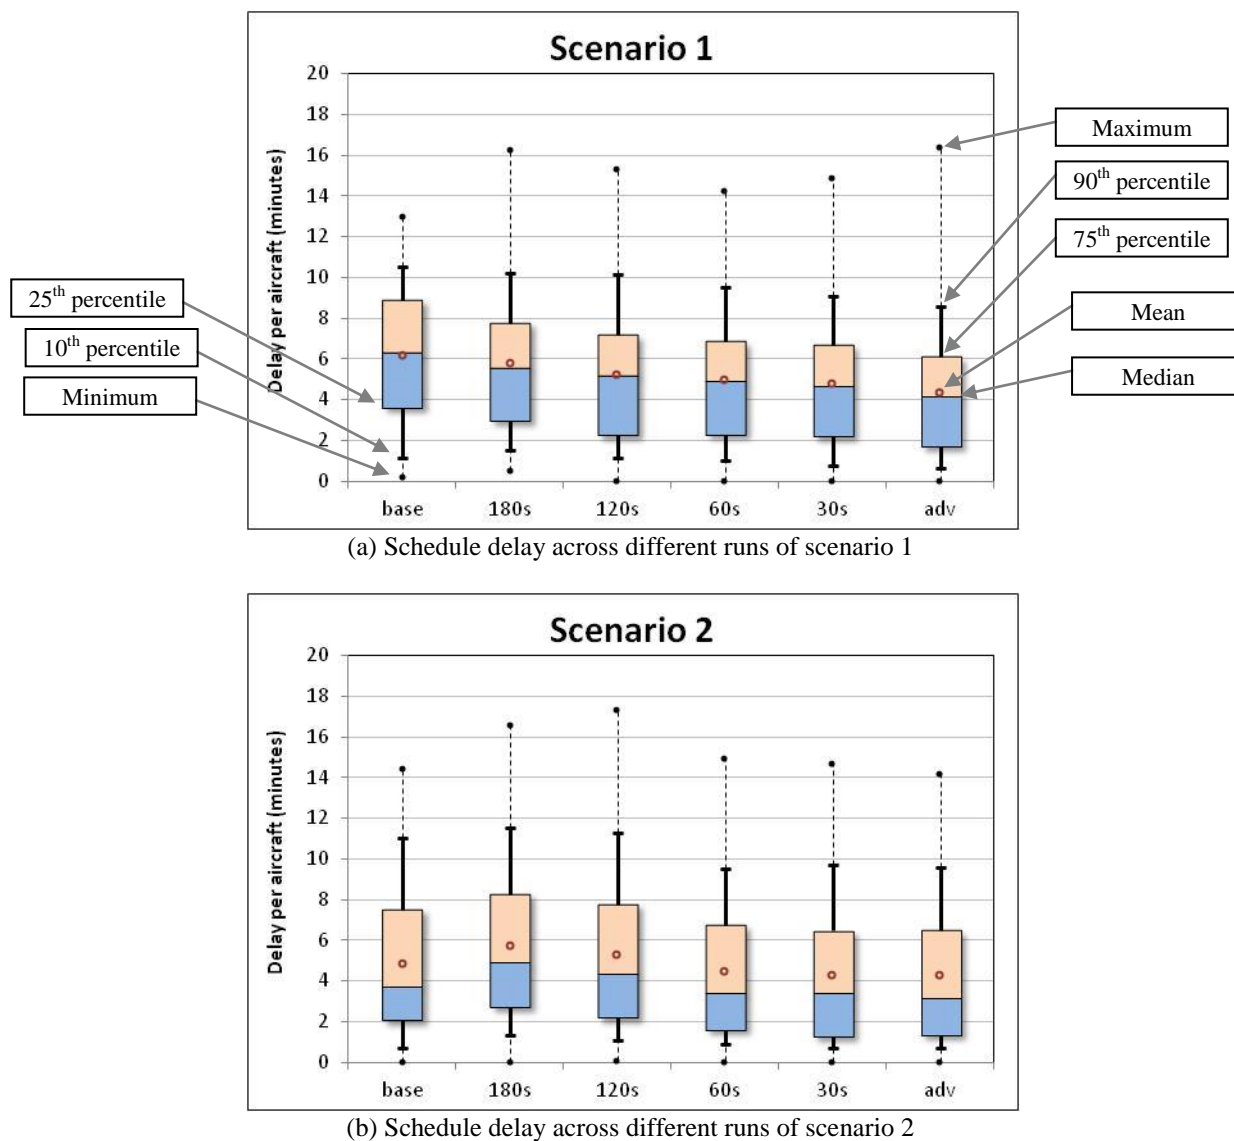 Scenario 1
Delay per aircraft (minutes)
20
18
16
14
12
10
8
6
4
2
0
base 180s 120s 60s 30s adv
25th percentile
10th percentile
Minimum
Maximum
90th percentile
75th percentile
Mean
Median
(a) Schedule delay across different runs of scenario 1
Scenario 2
Delay per aircraft (minutes)
20
18
16
14
12
10
8
6
4
2
0
base 180s 120s 60s 30s adv
(b) Schedule delay across different runs of scenario 2